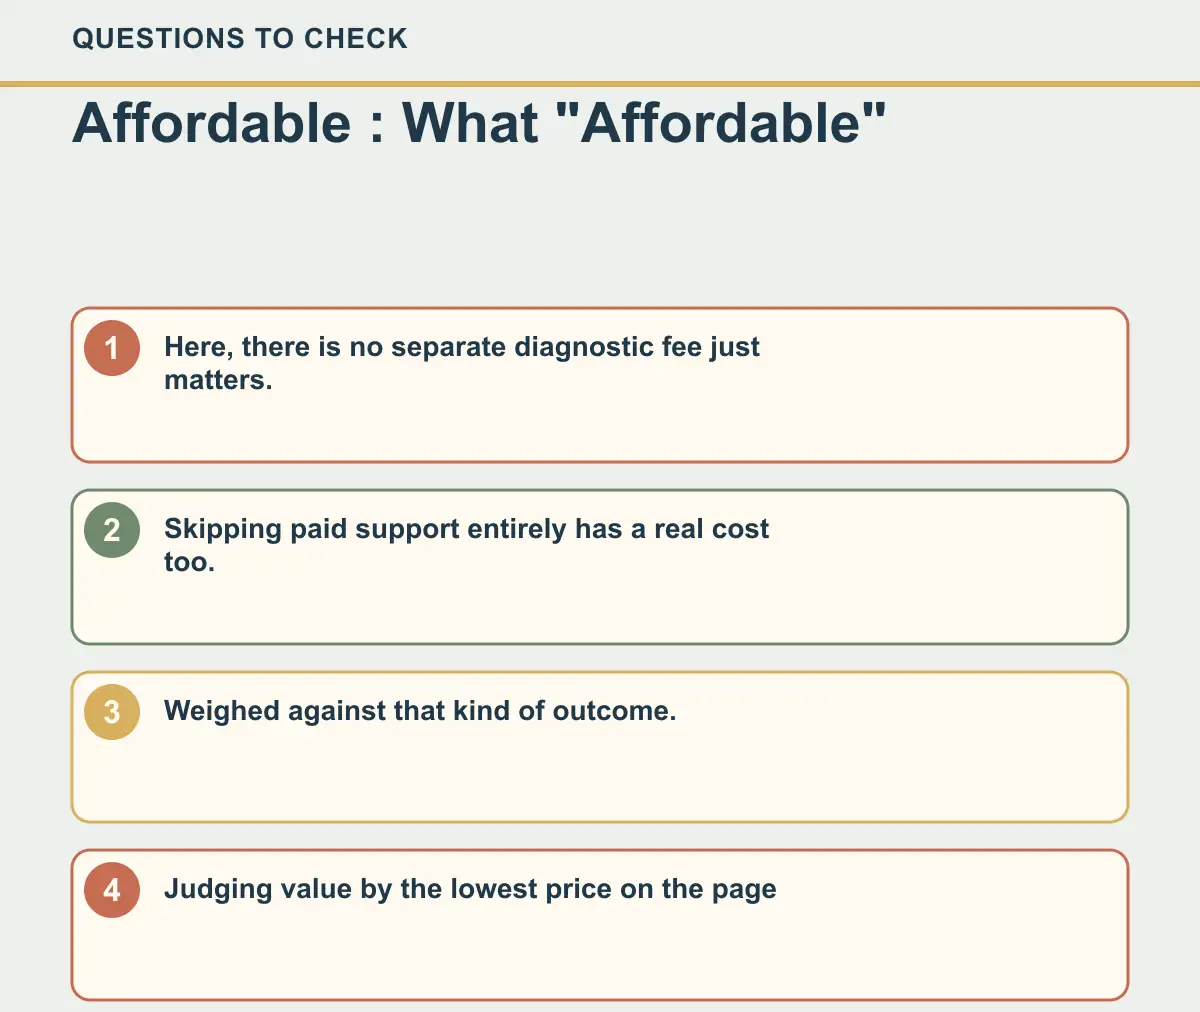 QUESTIONS TO CHECK
Affordable : What "Affordable"
1
Here, there is no separate diagnostic fee just
matters.
2
Skipping paid support entirely has a real cost
too.
3
Weighed against that kind of outcome.
4
Judging value by the lowest price on the page